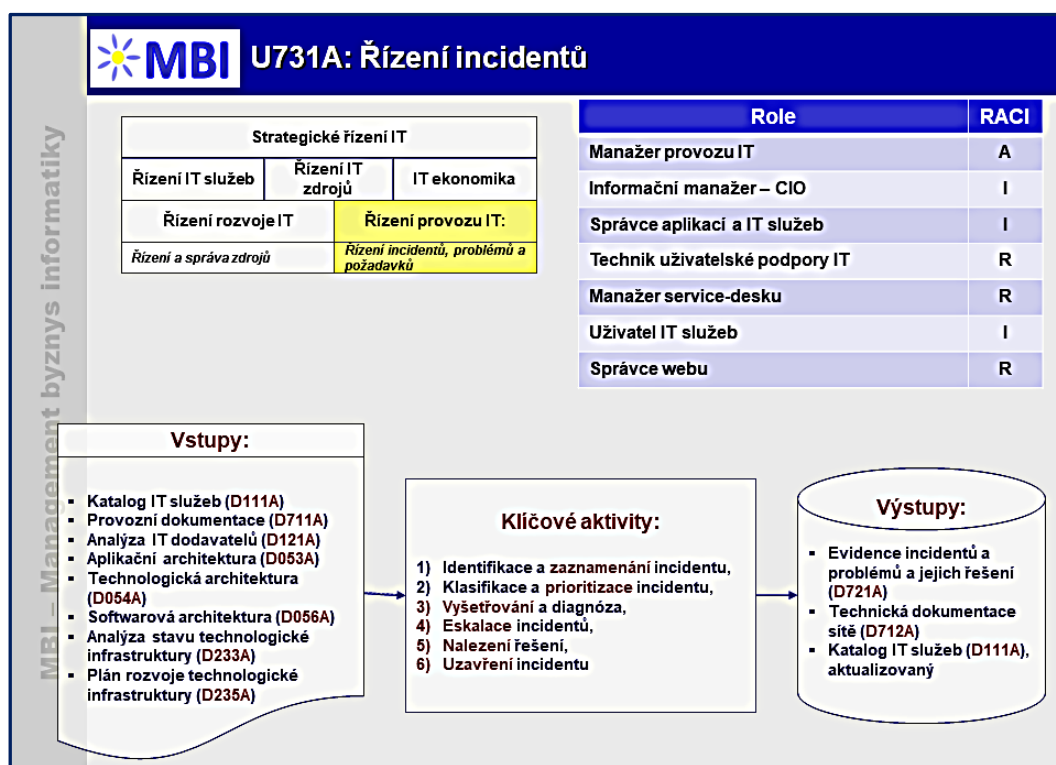 MBI
U731A: Řízení incidentů
MBI – Management byznys informatiky
Strategické řízení IT
Řízení IT služeb
Řízení IT
zdrojů
IT ekonomika
Řízení rozvoje IT
Řízení provozu IT:
Řízení a správa zdrojů
Řízení incidentů, problémů a
požadavků
Role RACI
Manažer provozu IT A
Informační manažer – CIO I
Správce aplikací a IT služeb I
Technik uživatelské podpory IT R
Manažer service-desku R
Uživatel IT služeb I
Správce webu R
Vstupy:
▪ Katalog IT služeb (D111A)
▪ Provozní dokumentace (D711A)
▪ Analýza IT dodavatelů (D121A)
▪ Aplikační architektura (D053A)
▪ Technologická architektura
(D054A)
▪ Softwarová architektura (D056A)
▪ Analýza stavu technologické
infrastruktury (D233A)
▪ Plán rozvoje technologické
infrastruktury (D235A)
Klíčové aktivity:
1) Identifikace a zaznamenání incidentu,
2) Klasifikace a prioritizace incidentu,
3) Vyšetřování a diagnóza,
4) Eskalace incidentů,
5) Nalezení řešení,
6) Uzavření incidentu
Výstupy:
▪ Evidence incidentů a
problémů a jejich řešení
(D721A)
▪ Technická dokumentace
sítě (D712A)
▪ Katalog IT služeb (D111A),
aktualizovaný